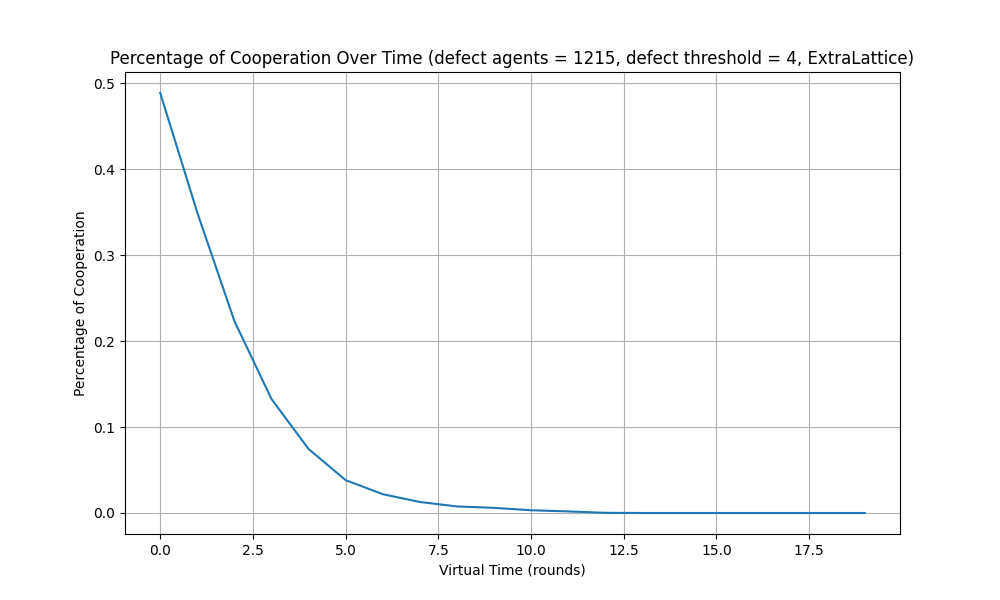 Percentage of Cooperation Over Time (defect agents = 1215, defect threshold = 4, ExtraLattice)
Percentage of Cooperation
0.5
0.4
0.3
0.2
0.1
0.0
0.0 2.5 5.0 7.5 10.0 12.5 15.0 17.5
Virtual Time (rounds)